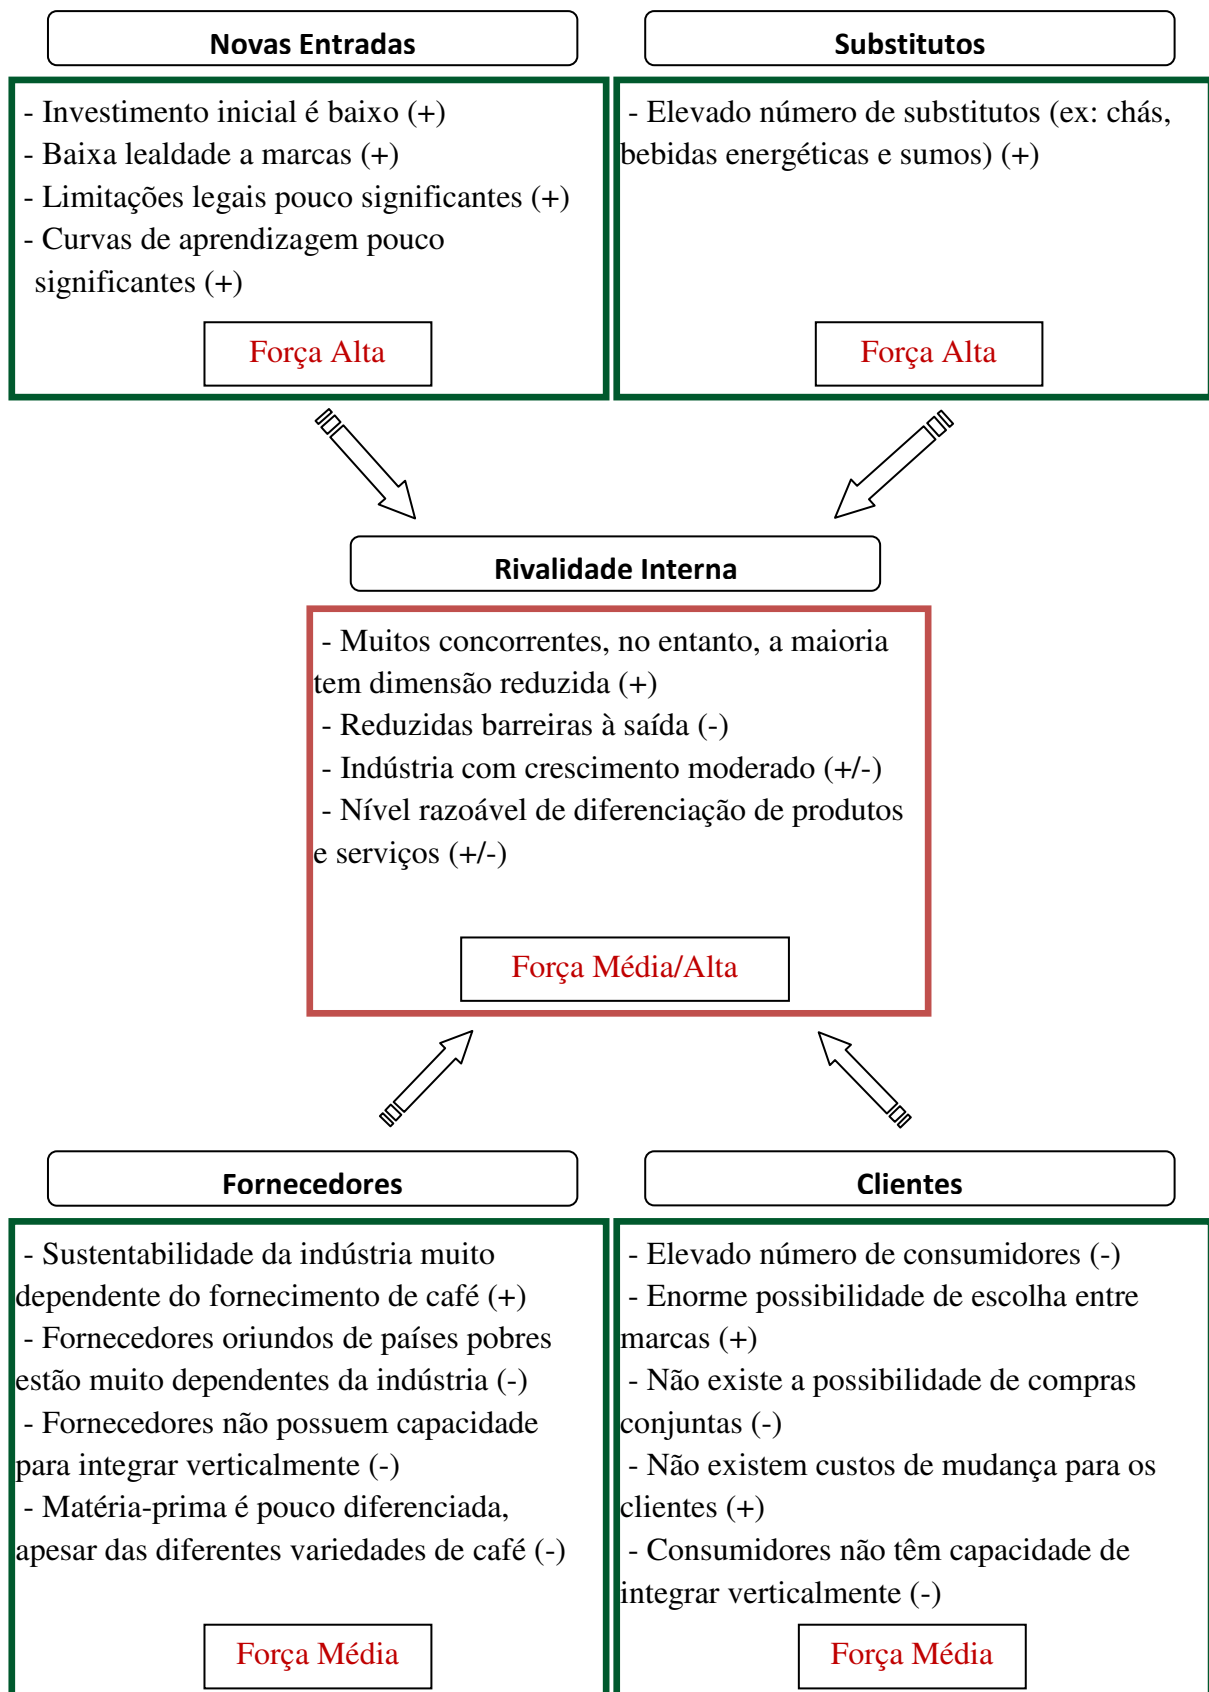 Novas Entradas
- Investimento inicial é baixo (+)
- Baixa lealdade a marcas (+)
- Limitações legais pouco significantes (+)
- Curvas de aprendizagem pouco
significantes (+)
Força Alta
Substitutos
- Elevado número de substitutos (ex: chás,
bebidas energéticas e sumos) (+)
Força Alta
Rivalidade Interna
- Muitos concorrentes, no entanto, a maioria
tem dimensão reduzida (+)
- Reduzidas barreiras à saída (-)
- Indústria com crescimento moderado (+/-)
- Nível razoável de diferenciação de produtos
e serviços (+/-)
Força Média/Alta
Fornecedores
- Sustentabilidade da indústria muito
dependente do fornecimento de café (+)
- Fornecedores oriundos de países pobres
estão muito dependentes da indústria (-)
- Fornecedores não possuem capacidade
para integrar verticalmente (-)
- Matéria-prima é pouco diferenciada,
apesar das diferentes variedades de café (-)
Força Média
Clientes
- Elevado número de consumidores (-)
- Enorme possibilidade de escolha entre
marcas (+)
- Não existe a possibilidade de compras
conjuntas (-)
- Não existem custos de mudança para os
clientes (+)
- Consumidores não têm capacidade de
integrar verticalmente (-)
Força Média